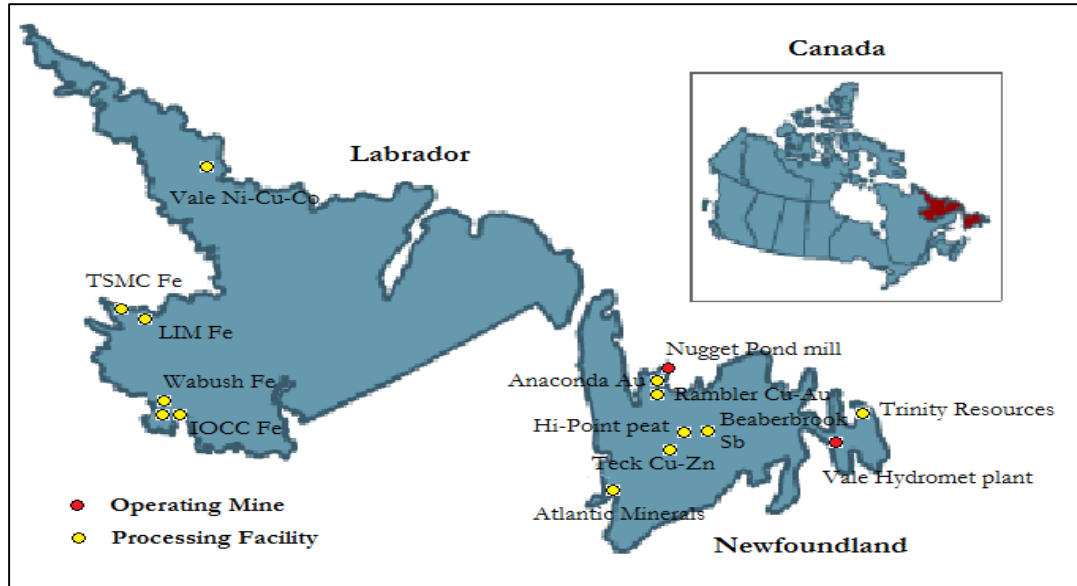 Canada
Labrador
Vale Ni-Cu-Co
TSMC Fe
LIM Fe
Wabush Fe
IOCC Fe
Nugget Pond mill
Anaconda Au
Rambler Cu-Au
Hi-Point peat
Beaberbrook
Sb
Trinity Resources
Teck Cu-Zn
Vale Hydromet plant
Atlantic Minerals
Operating Mine
Processing Facility
Newfoundland